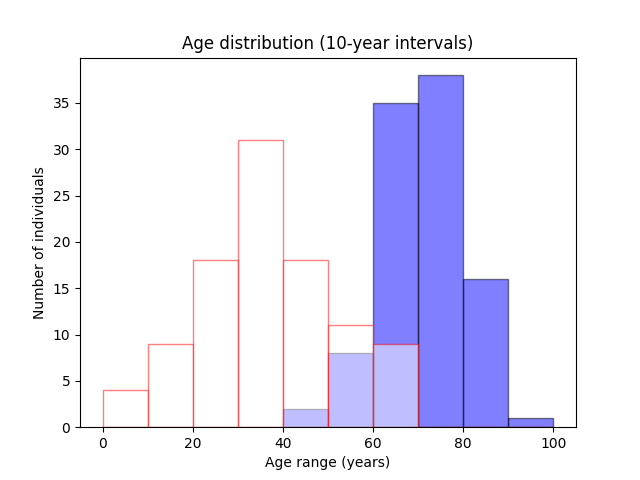 Age distribution (10-year intervals)
Number of individuals
35
30
25
20
15
10
5
0
0 20 40 60 80 100
Age range (years)